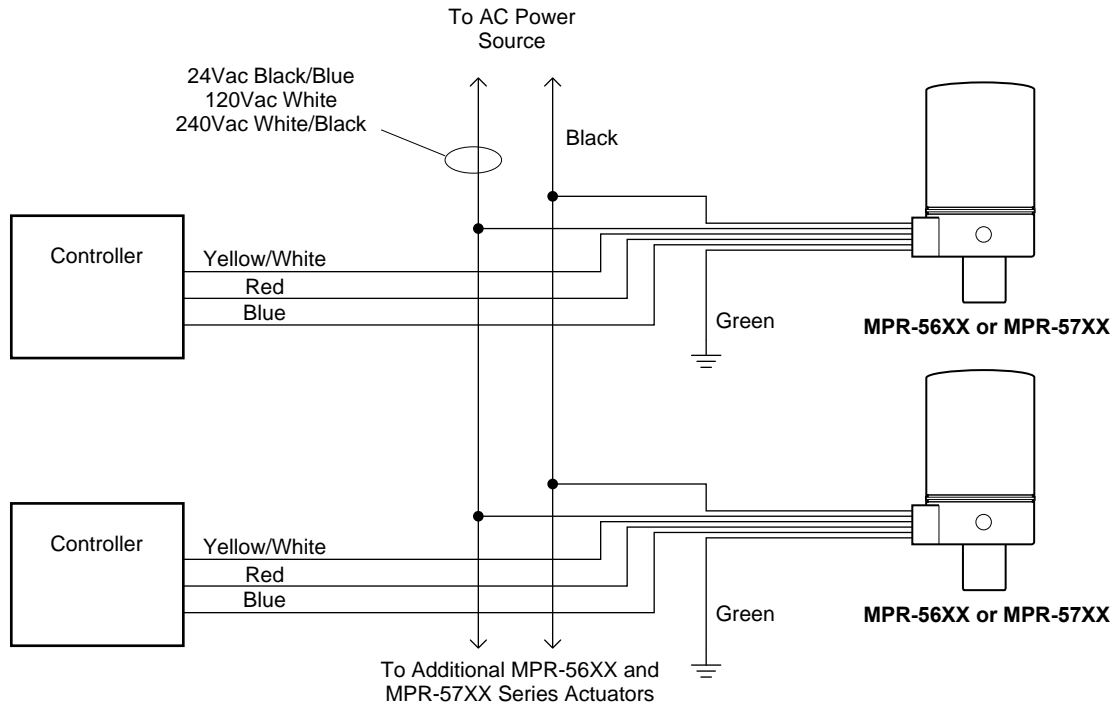 To AC Power
Source
24Vac Black/Blue
120Vac White
240Vac White/Black
Black
Controller
Yellow/White
Red
Blue
Green
MPR-56XX or MPR-57XX
Controller
Yellow/White
Red
Blue
Green
MPR-56XX or MPR-57XX
To Additional MPR-56XX and
MPR-57XX Series Actuators